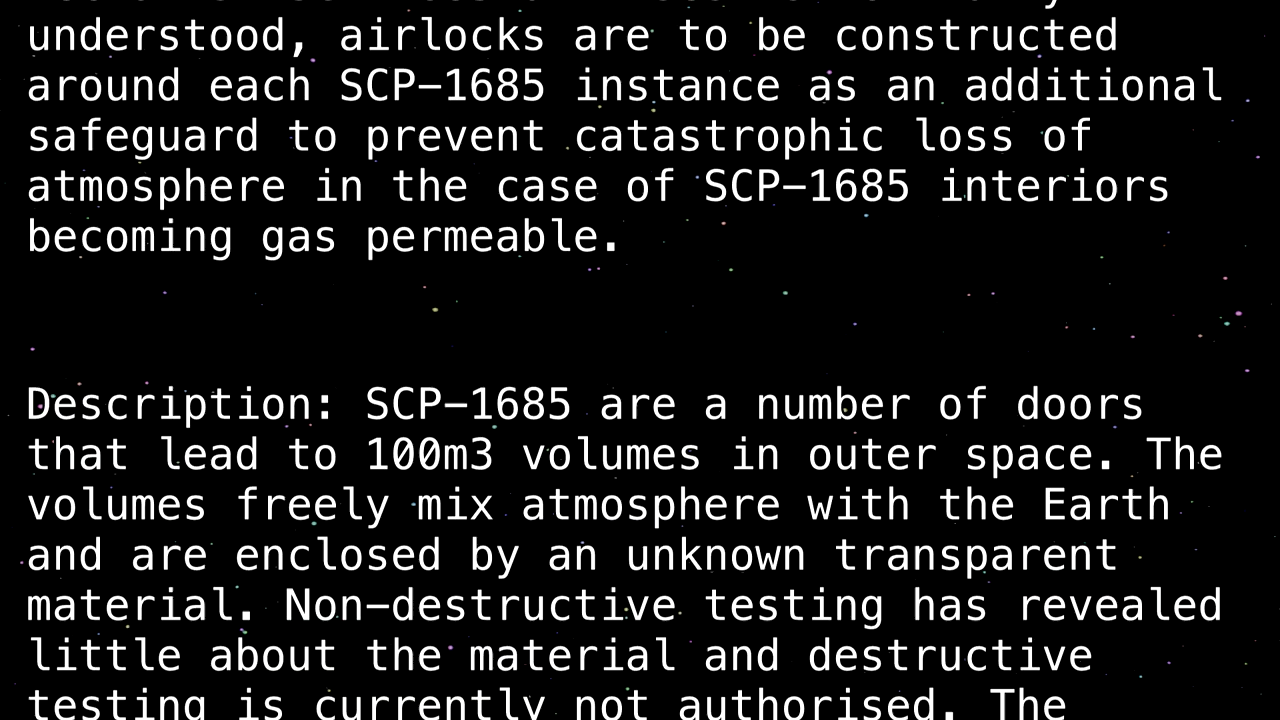 understood, airlocks are to be constructed
around each SCP-1685 instance as an additional
safeguard to prevent catastrophic loss of
atmosphere in the case of SCP-1685 interiors
becoming gas permeable.
Description: SCP-1685 are a number of doors
that lead to 100m3 volumes in outer space. The
volumes freely mix atmosphere with the Earth
and are enclosed by an unknown transparent
material. Non-destructive testing has revealed
little about the material and destructive
testing is currently not authorised. The